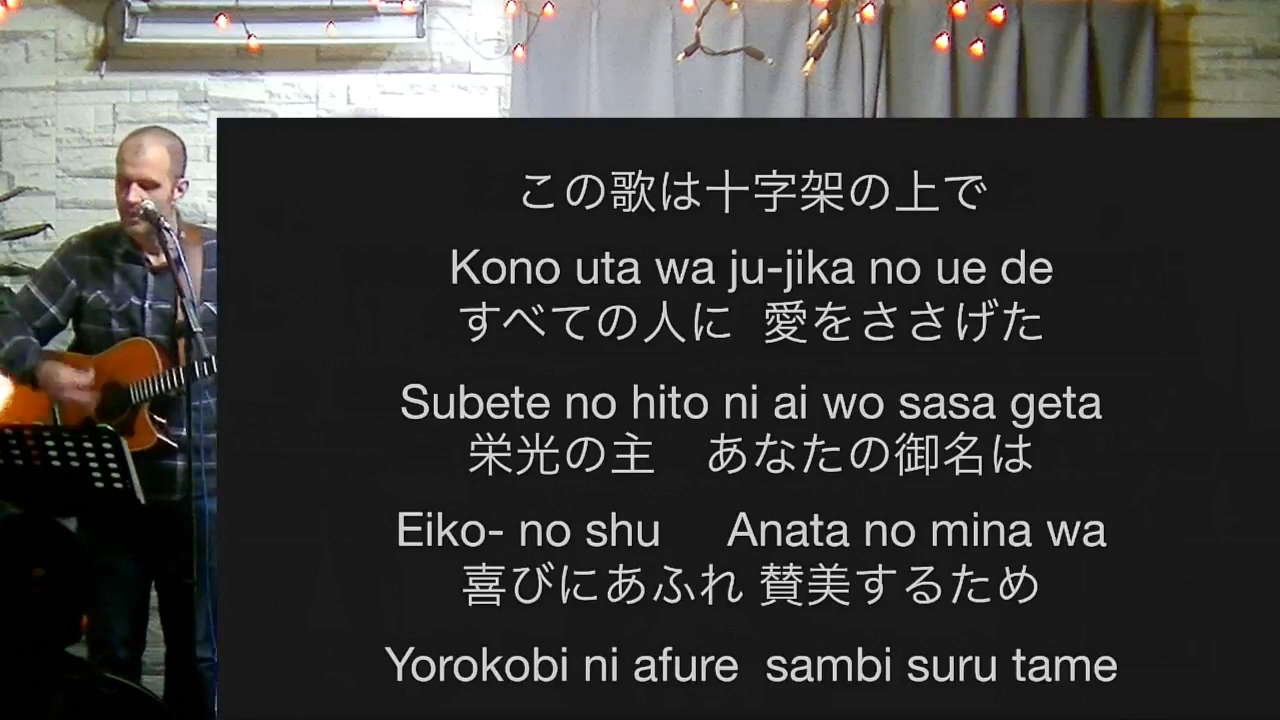 この歌は十字架の上で
Kono uta wa ju-jika no ue de
すべての人に 愛をささげた
Subete no hito ni ai wo sasa geta
栄光の主 あなたの御名は
Eiko- no shu Anata no mina wa
喜びにあふれ 賛美するため
Yorokobi ni afure sambi suru tame